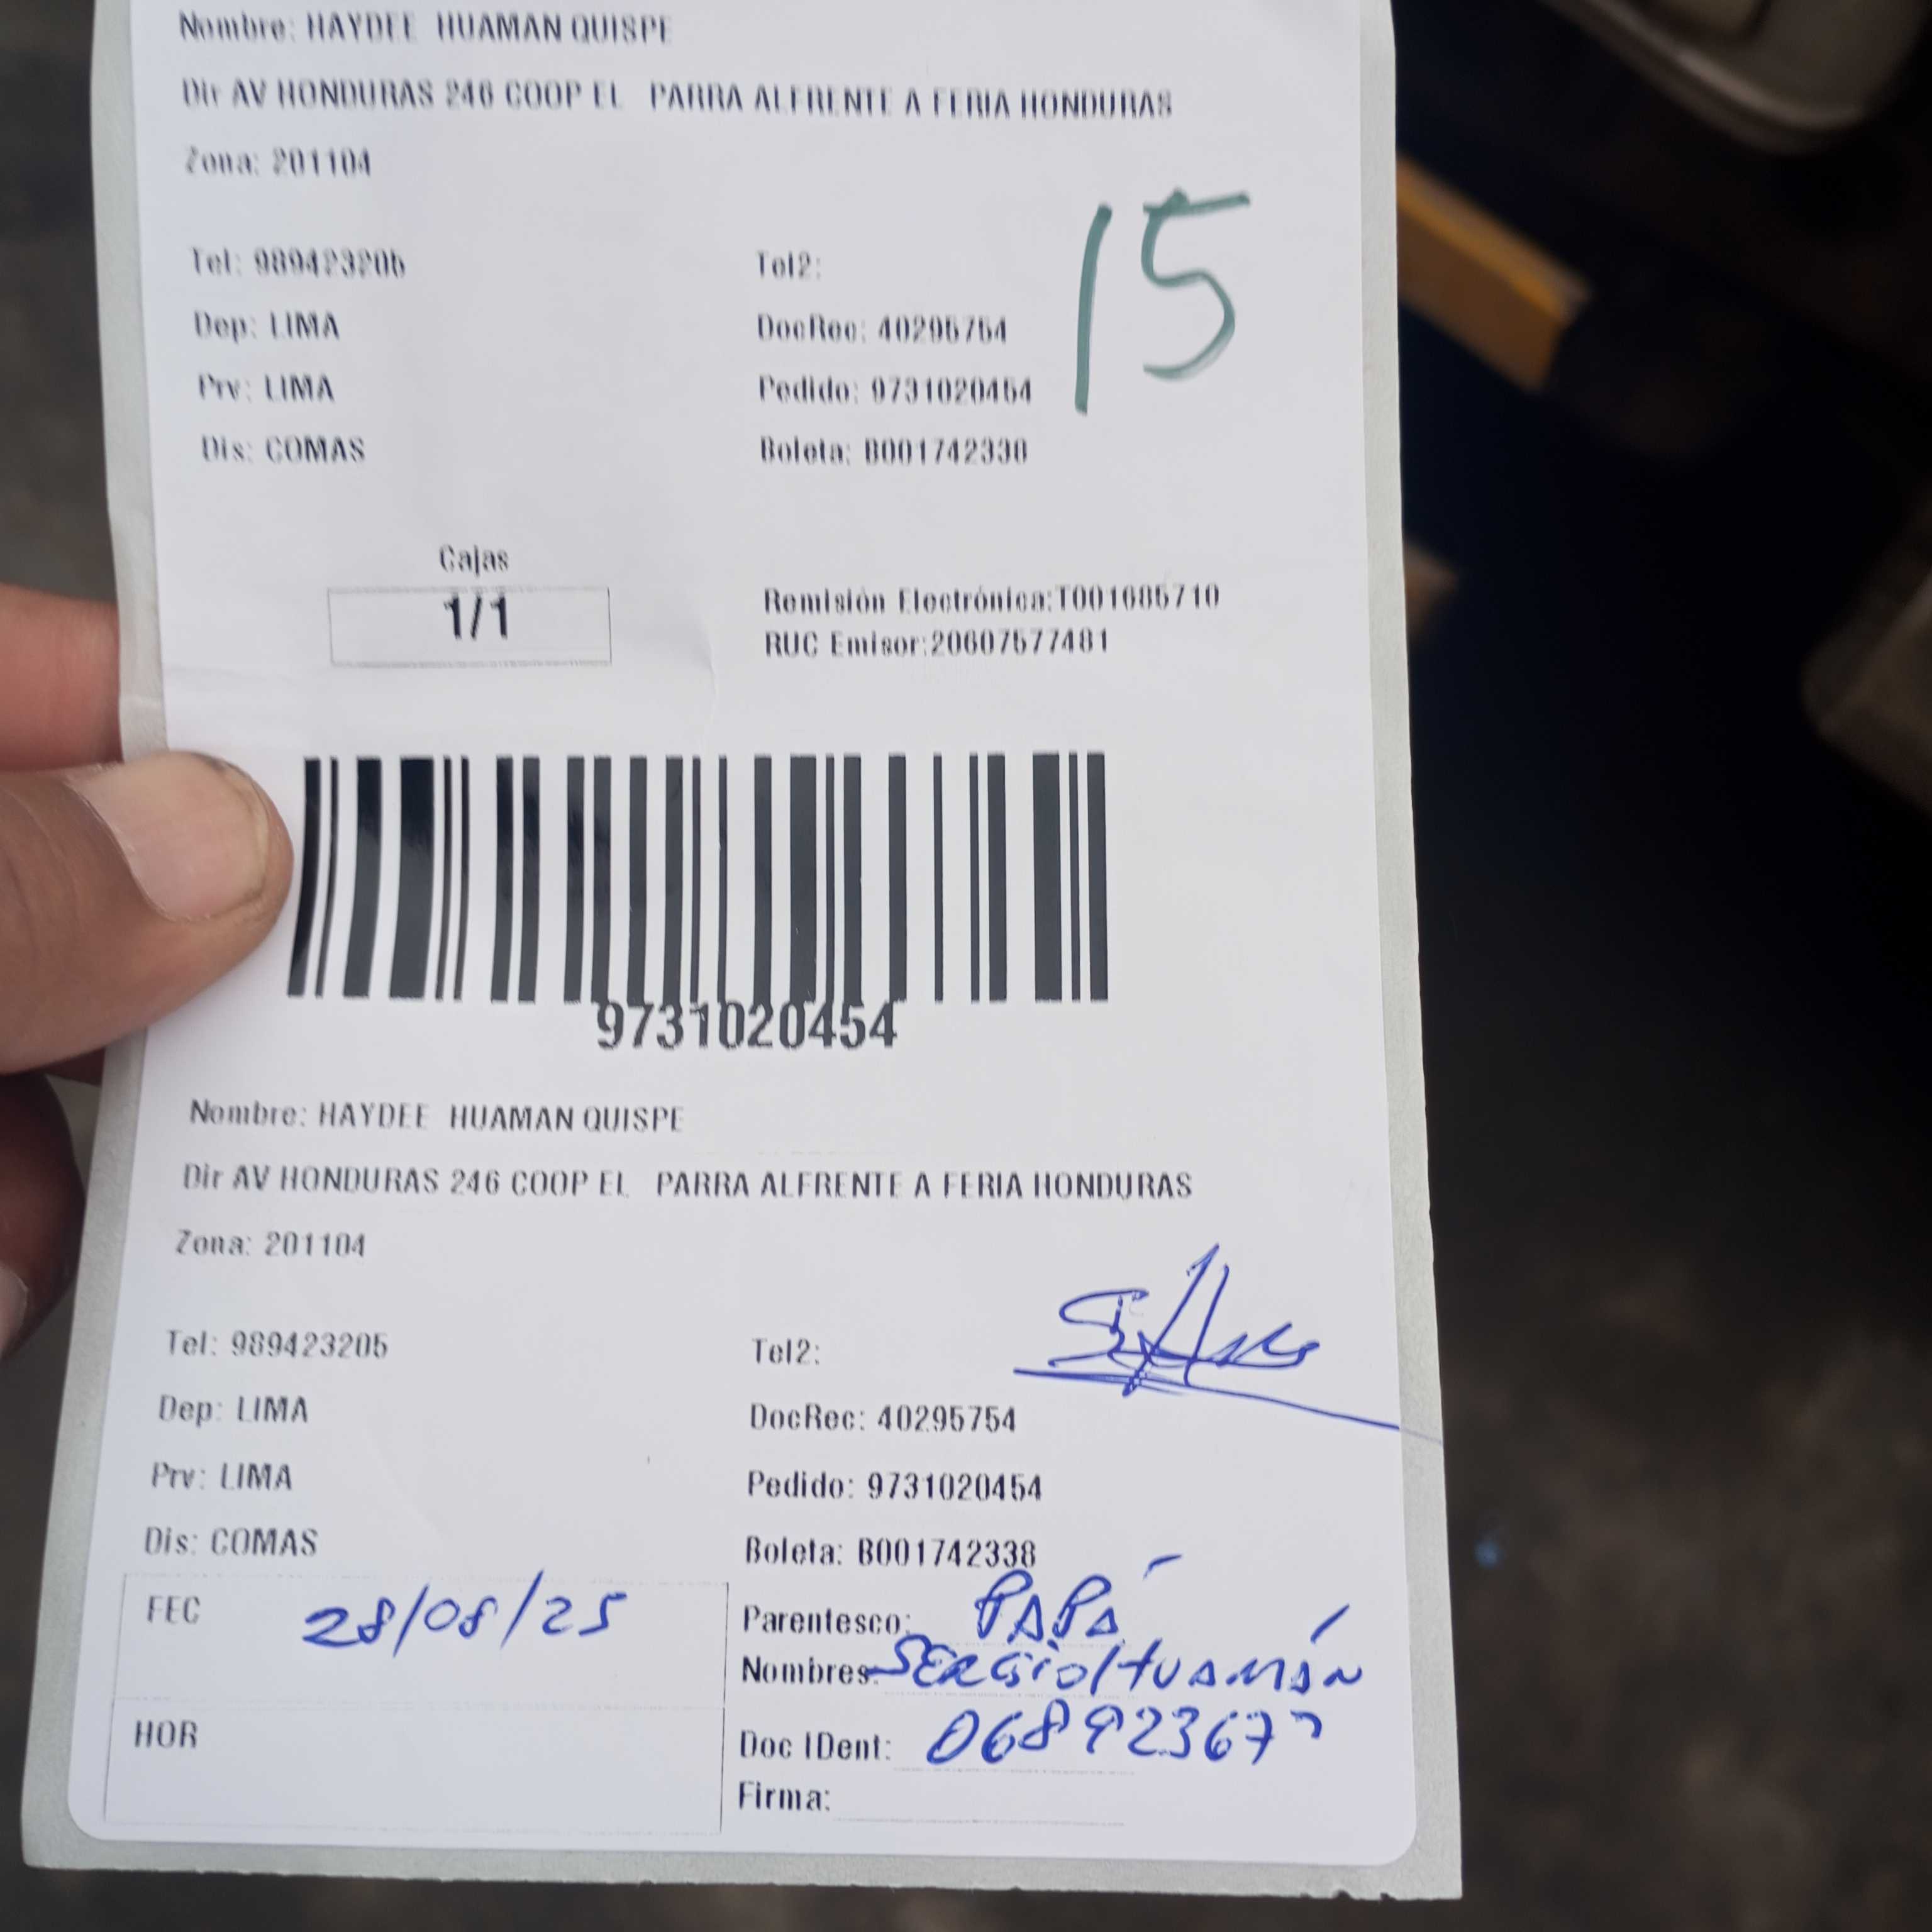 Nombre: HAYDEE HUAMAN QUISPE
Dir AV HONDURAS 246 COOP EL PARRA ALFRENTE A FERIA HONDURAS
Zona: 201104
15
Tel: 989423205 Tel2:
Dep: LIMA DocRec: 40295754
Prv: LIMA Pedido: 9731020454
Dis: COMAS Boleta: B001742338
Cajas
1/1
Remisión Electrónica:T001685710
RUC Emisor:20607577481
9731020454
Nombre: HAYDEE HUAMAN QUISPE
Dir AV HONDURAS 246 COOP EL PARRA ALFRENTE A FERIA HONDURAS
Zona: 201104
Tel: 989423205 Tel2:
Dep: LIMA DocRec: 40295754
Prv: LIMA Pedido: 9731020454
Dis: COMAS Boleta: B001742338
FEC 28/08/25
Parentesco: PAPÁ
Nombres: SERGIO HUAMÁN
HOR
Doc IDent: 06892367
Firma: